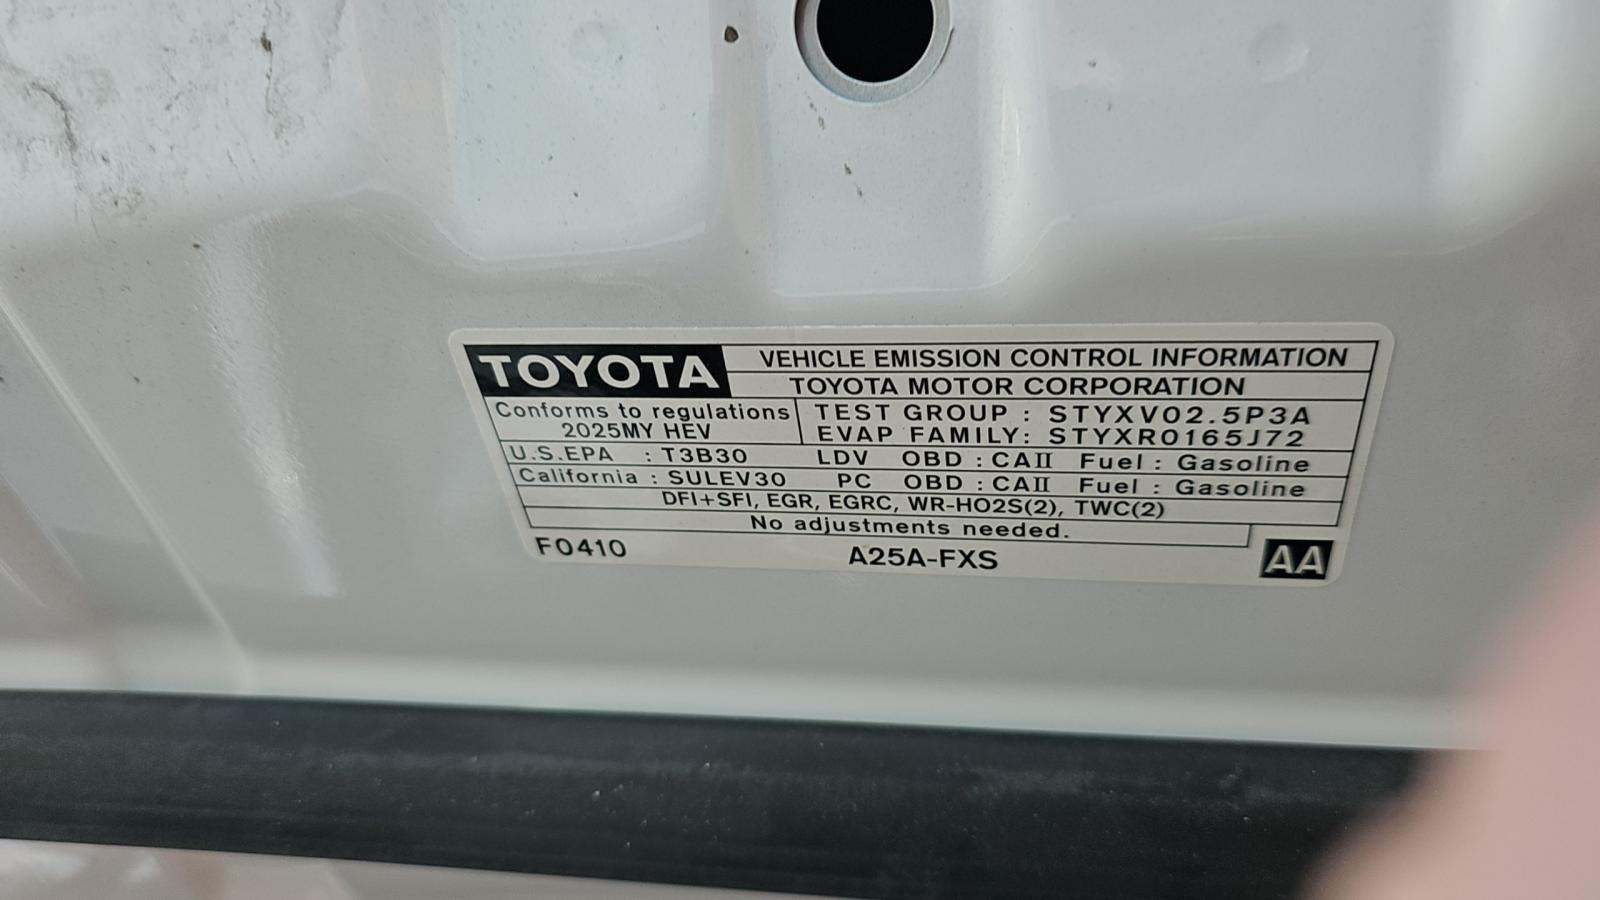 TOYOTA VEHICLE EMISSION CONTROL INFORMATION
TOYOTA MOTOR CORPORATION
Conforms to regulations
2025MY HEV
TEST GROUP : STYXV02.5P3A
EVAP FAMILY: STYXR0165J72
U.S.EPA : T3B30 LDV OBD : CAII Fuel : Gasoline
California : SULEV30 PC OBD : CAII Fuel : Gasoline
DFI+SFI, EGR, EGRC, WR-HO2S(2), TWC(2)
No adjustments needed.
F0410 A25A-FXS AA